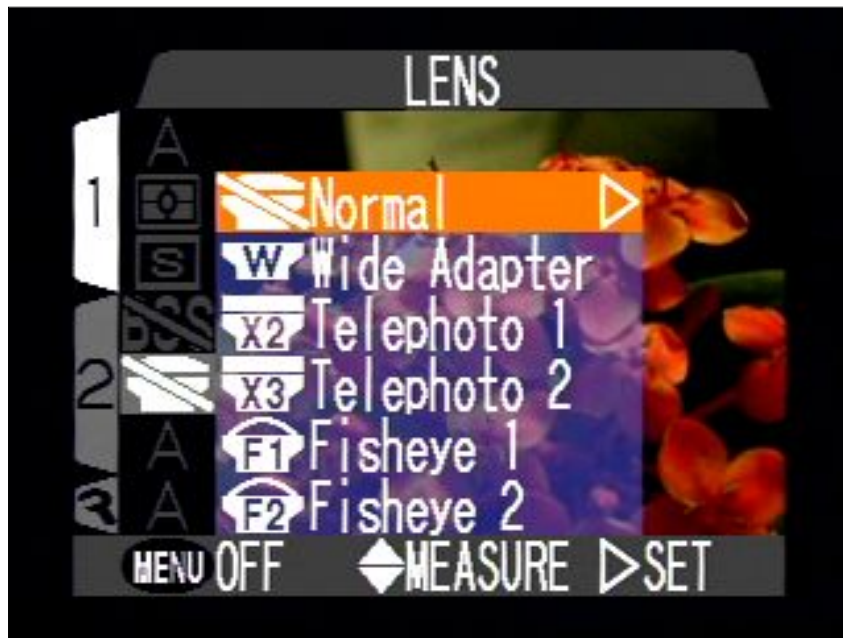 LENS
1
A
S
BSS
2
A
3
A
Normal
W Wide Adapter
X2 Telephoto 1
X3 Telephoto 2
F1 Fisheye 1
F2 Fisheye 2
MENU OFF MEASURE SET